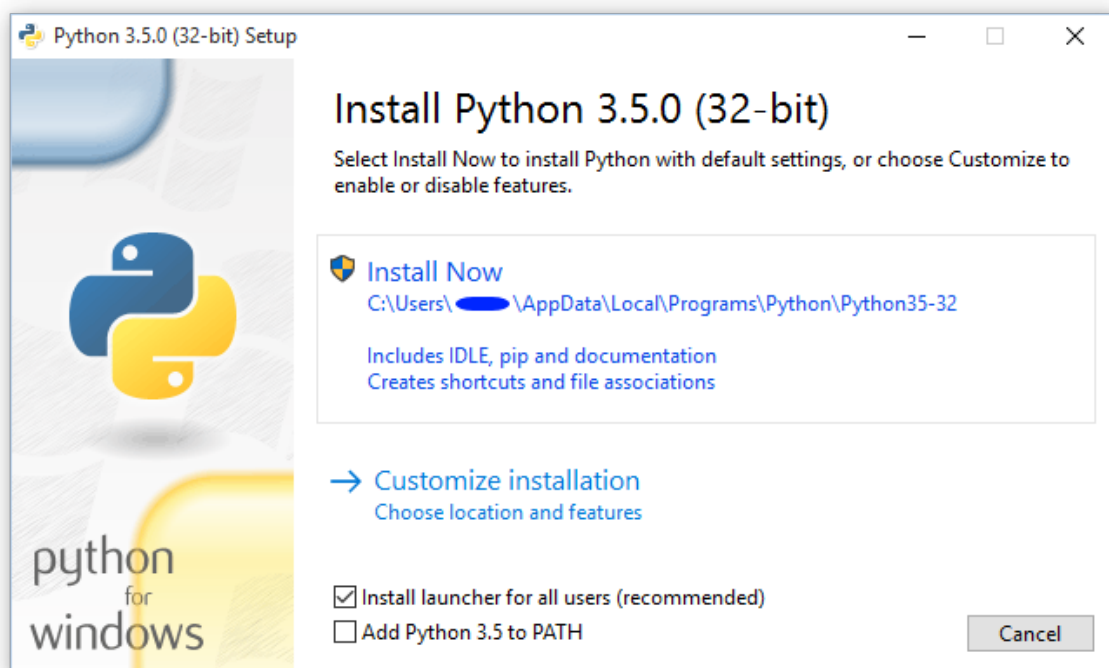 Python 3.5.0 (32-bit) Setup
Install Python 3.5.0 (32-bit)
Select Install Now to install Python with default settings, or choose Customize to
enable or disable features.
Install Now
C:\Users\ \AppData\Local\Programs\Python\Python35-32
Includes IDLE, pip and documentation
Creates shortcuts and file associations
Customize installation
Choose location and features
python
for
windows
Install launcher for all users (recommended)
Add Python 3.5 to PATH
Cancel